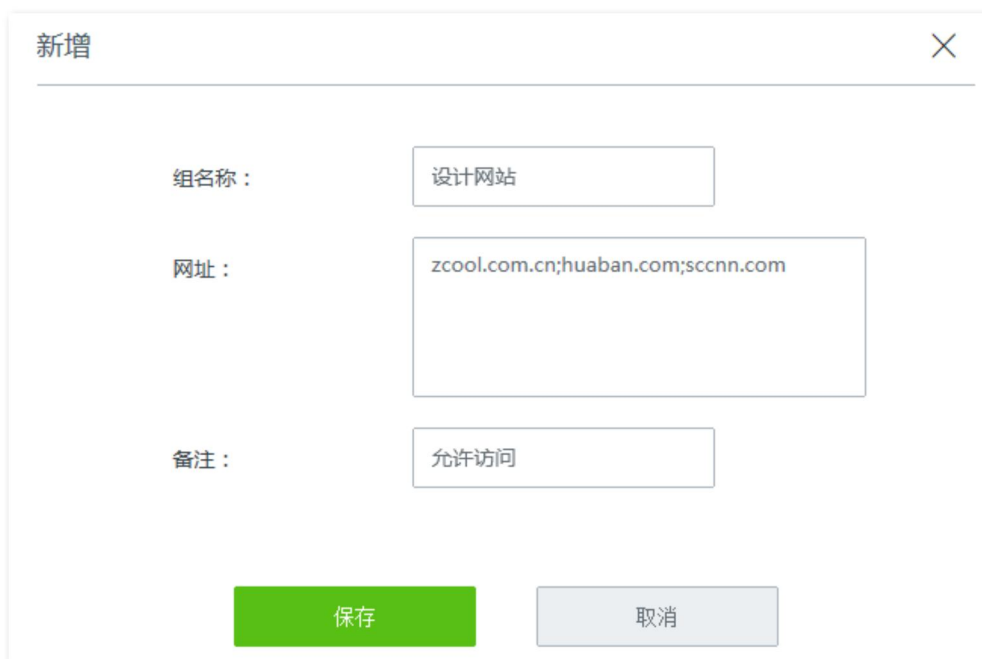 新增
组名称：
设计网站
网址：
zcool.com.cn;huaban.com;sccnn.com
备注：
允许访问
保存
取消